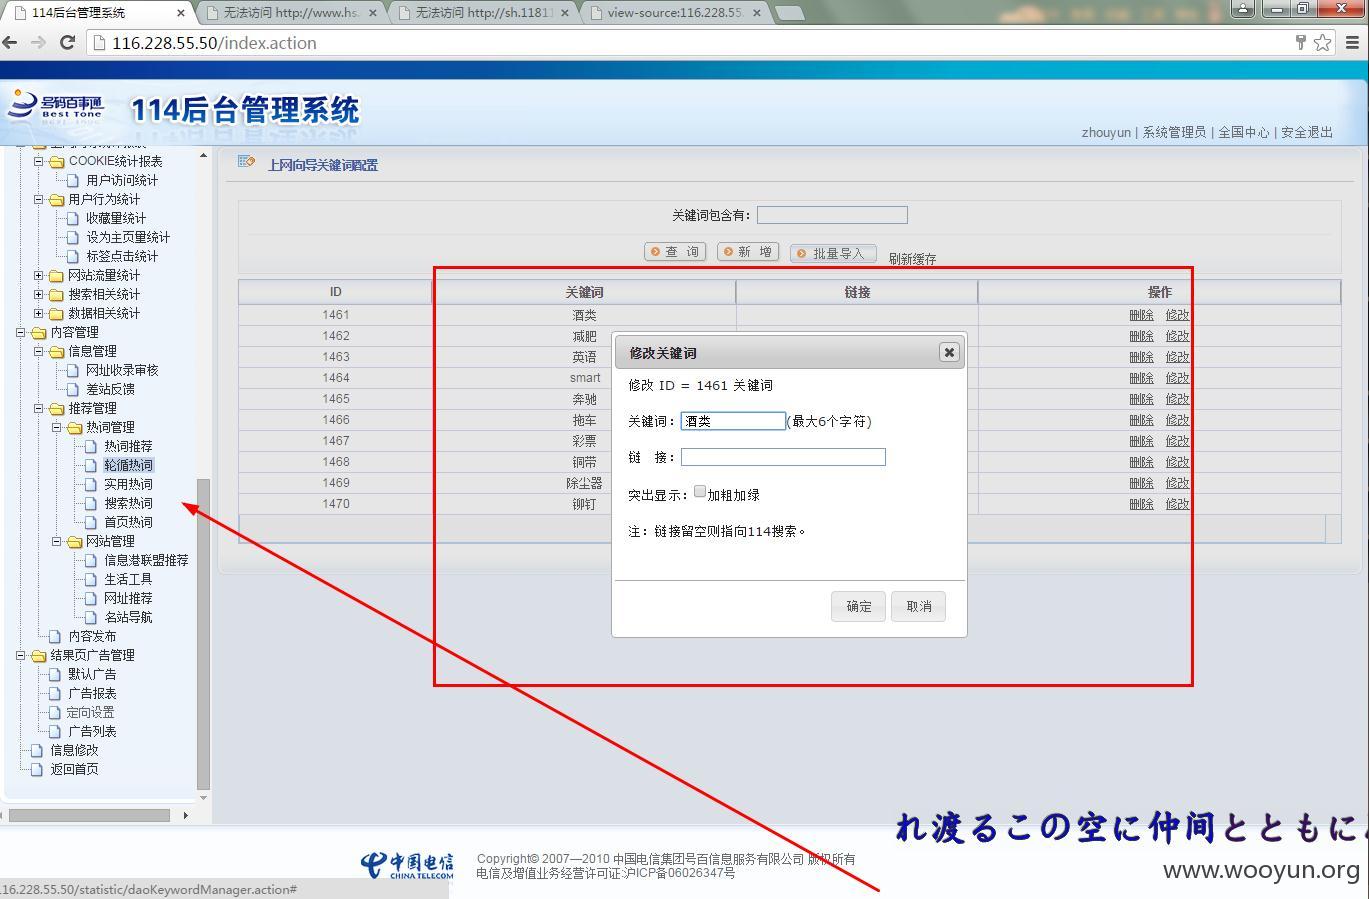 114后台管理系统
无法访问 http://www.hs.
无法访问 http://sh.1181
view-source:116.228.55.
116.228.55.50/index.action
号码百事通
Best Tone
114后台管理系统
zhouyun | 系统管理员 | 全国中心 | 安全退出
COOKIE统计报表
用户访问统计
用户行为统计
收藏量统计
设为主页量统计
标签点击统计
网站流量统计
搜索相关统计
数据相关统计
内容管理
信息管理
网址收录审核
差站反馈
推荐管理
热词管理
热词推荐
轮循热词
实用热词
搜索热词
首页热词
网站管理
信息港联盟推荐
生活工具
网址推荐
名站导航
内容发布
结果页广告管理
默认广告
广告报表
定向设置
广告列表
信息修改
返回首页
上网向导关键词配置
关键词包含有：
查 询 新 增 批量导入 刷新缓存
ID 关键词 链接 操作
1461 酒类 删除 修改
1462 减肥 删除 修改
1463 英语 删除 修改
1464 smart 删除 修改
1465 奔驰 删除 修改
1466 拖车 删除 修改
1467 彩票 删除 修改
1468 铜带 删除 修改
1469 除尘器 删除 修改
1470 铆钉 删除 修改
修改关键词
修改 ID = 1461 关键词
关键词：酒类(最大6个字符)
链 接：
突出显示：加粗加绿
注：链接留空则指向114搜索。
确定 取消
れ渡るこの空に仲間とともに
中国电信
CHINA TELECOM
Copyright© 2007—2010 中国电信集团号百信息服务有限公司 版权所有
电信及增值业务经营许可证:沪ICP备06026347号
www.wooyun.org
16.228.55.50/statistic/daoKeywordManager.action#